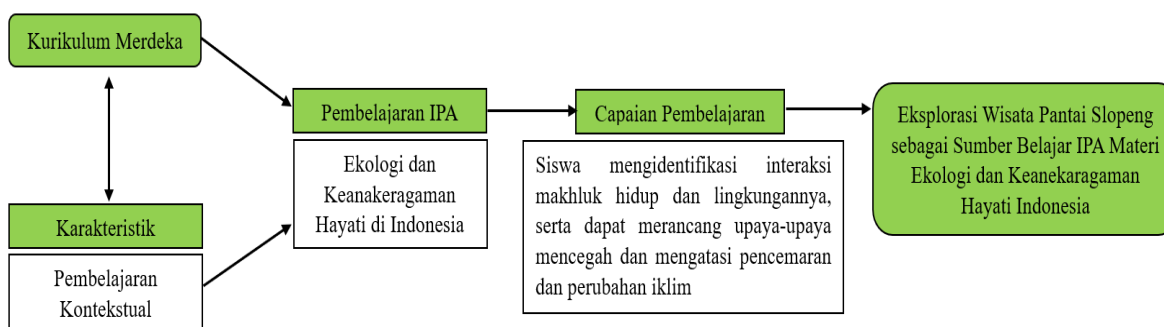 Kurikulum Merdeka
Karakteristik
Pembelajaran
Kontekstual
Pembelajaran IPA
Ekologi dan
Keanakeragaman
Hayati di Indonesia
Capaian Pembelajaran
Siswa mengidentifikasi interaksi
makhluk hidup dan lingkungannya,
serta dapat merancang upaya-upaya
mencegah dan mengatasi pencemaran
dan perubahan iklim
Eksplorasi Wisata Pantai Slopeng
sebagai Sumber Belajar IPA Materi
Ekologi dan Keanekaragaman
Hayati Indonesia